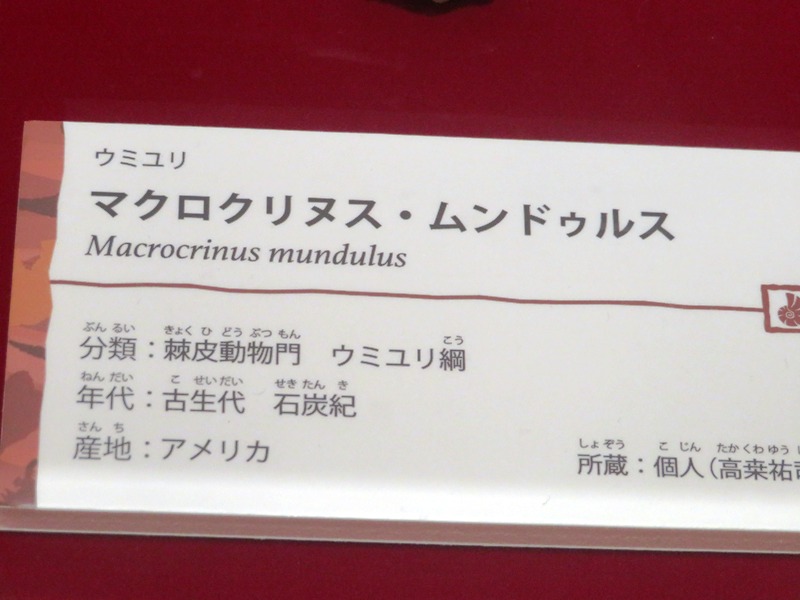 ウミユリ
マクロクリヌス・ムンドゥルス
Macrocrinus mundulus
ぶん るい きょく ひ どう ぶつ もん こう
分類：棘皮動物門 ウミユリ綱
ねん だい こ せい だい せき たん き
年代：古生代 石炭紀
さん ち
産地：アメリカ
しょ ぞう こ じん たか くわ ゆう
所蔵：個人（高桒祐司